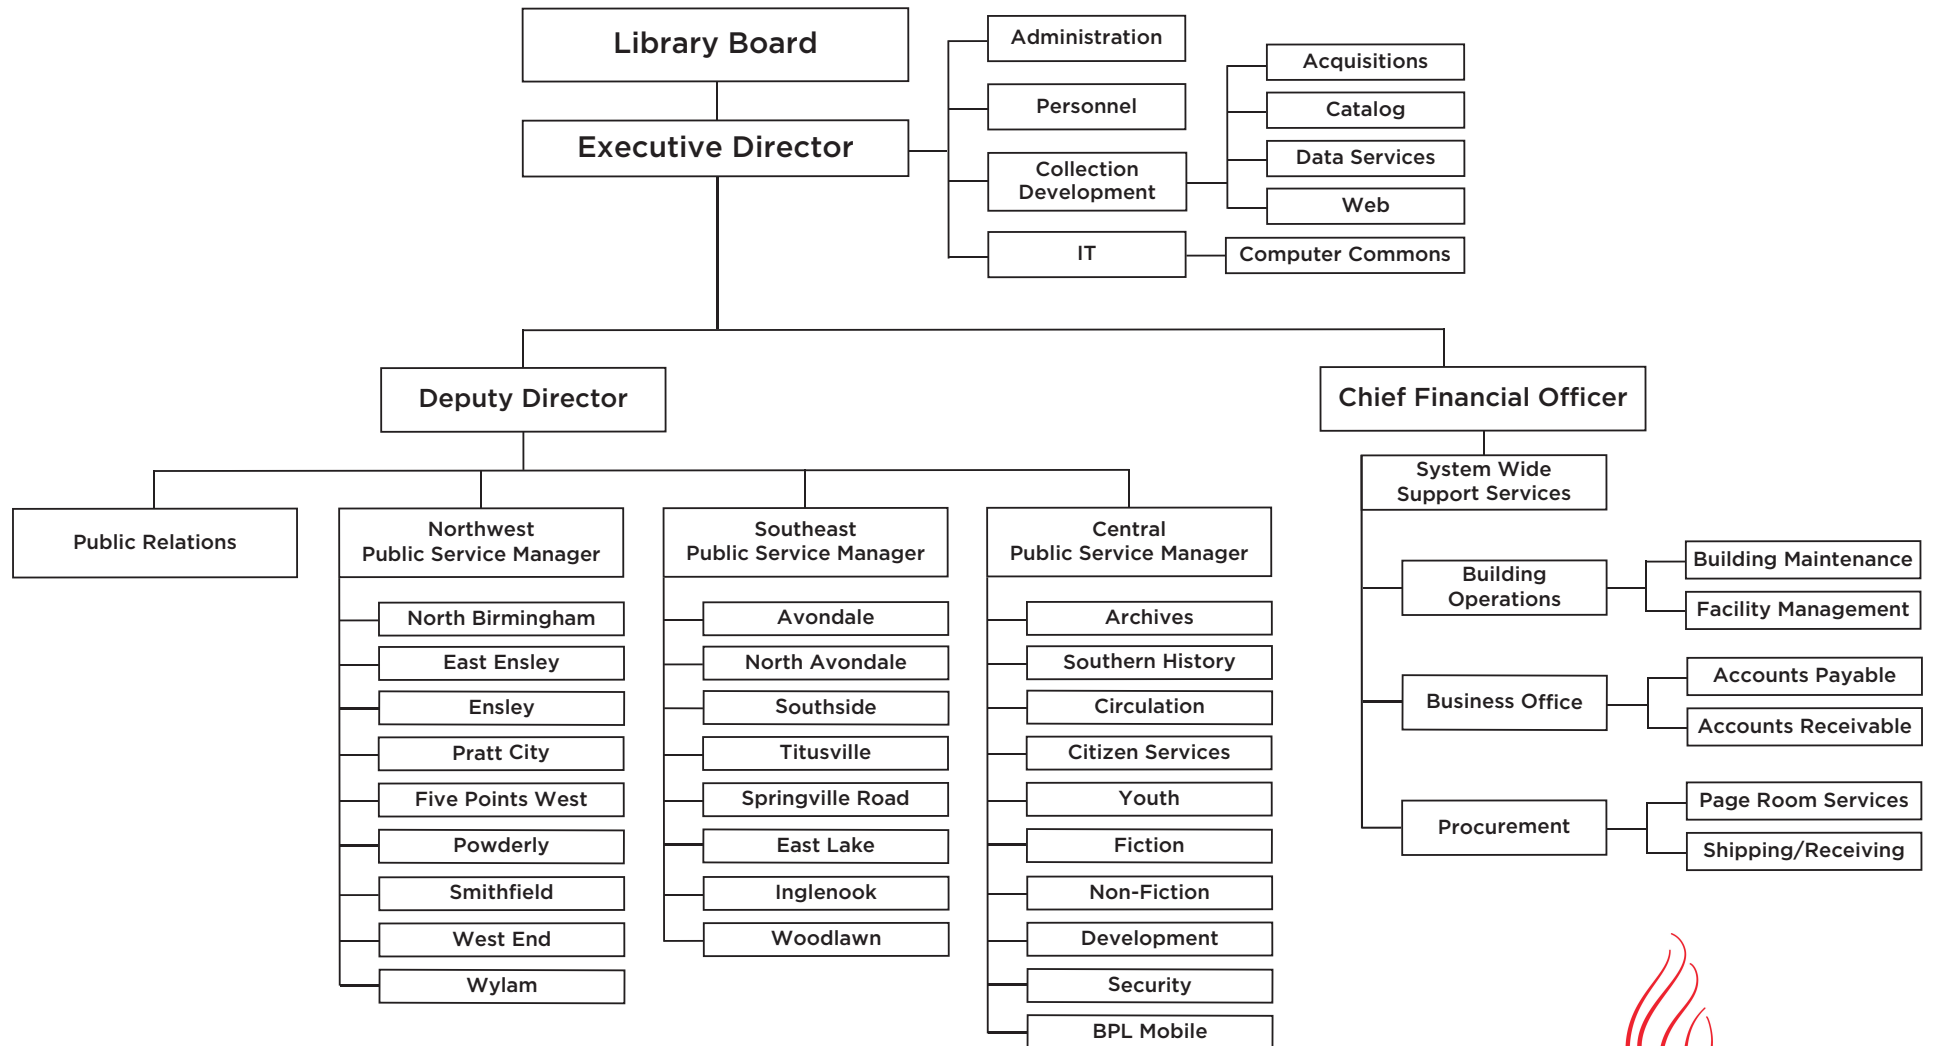 Library Board
Executive Director
Administration
Personnel
Collection
Development
IT
Acquisitions
Catalog
Data Services
Web
Computer Commons
Deputy Director
Chief Financial Officer
Public Relations
Northwest
Public Service Manager
North Birmingham
East Ensley
Ensley
Pratt City
Five Points West
Powderly
Smithfield
West End
Wylam
Southeast
Public Service Manager
Avondale
North Avondale
Southside
Titusville
Springville Road
East Lake
Inglenook
Woodlawn
Central
Public Service Manager
Archives
Southern History
Circulation
Citizen Services
Youth
Fiction
Non-Fiction
Development
Security
BPL Mobile
System Wide
Support Services
Building
Operations
Building Maintenance
Facility Management
Business Office
Accounts Payable
Accounts Receivable
Procurement
Page Room Services
Shipping/Receiving